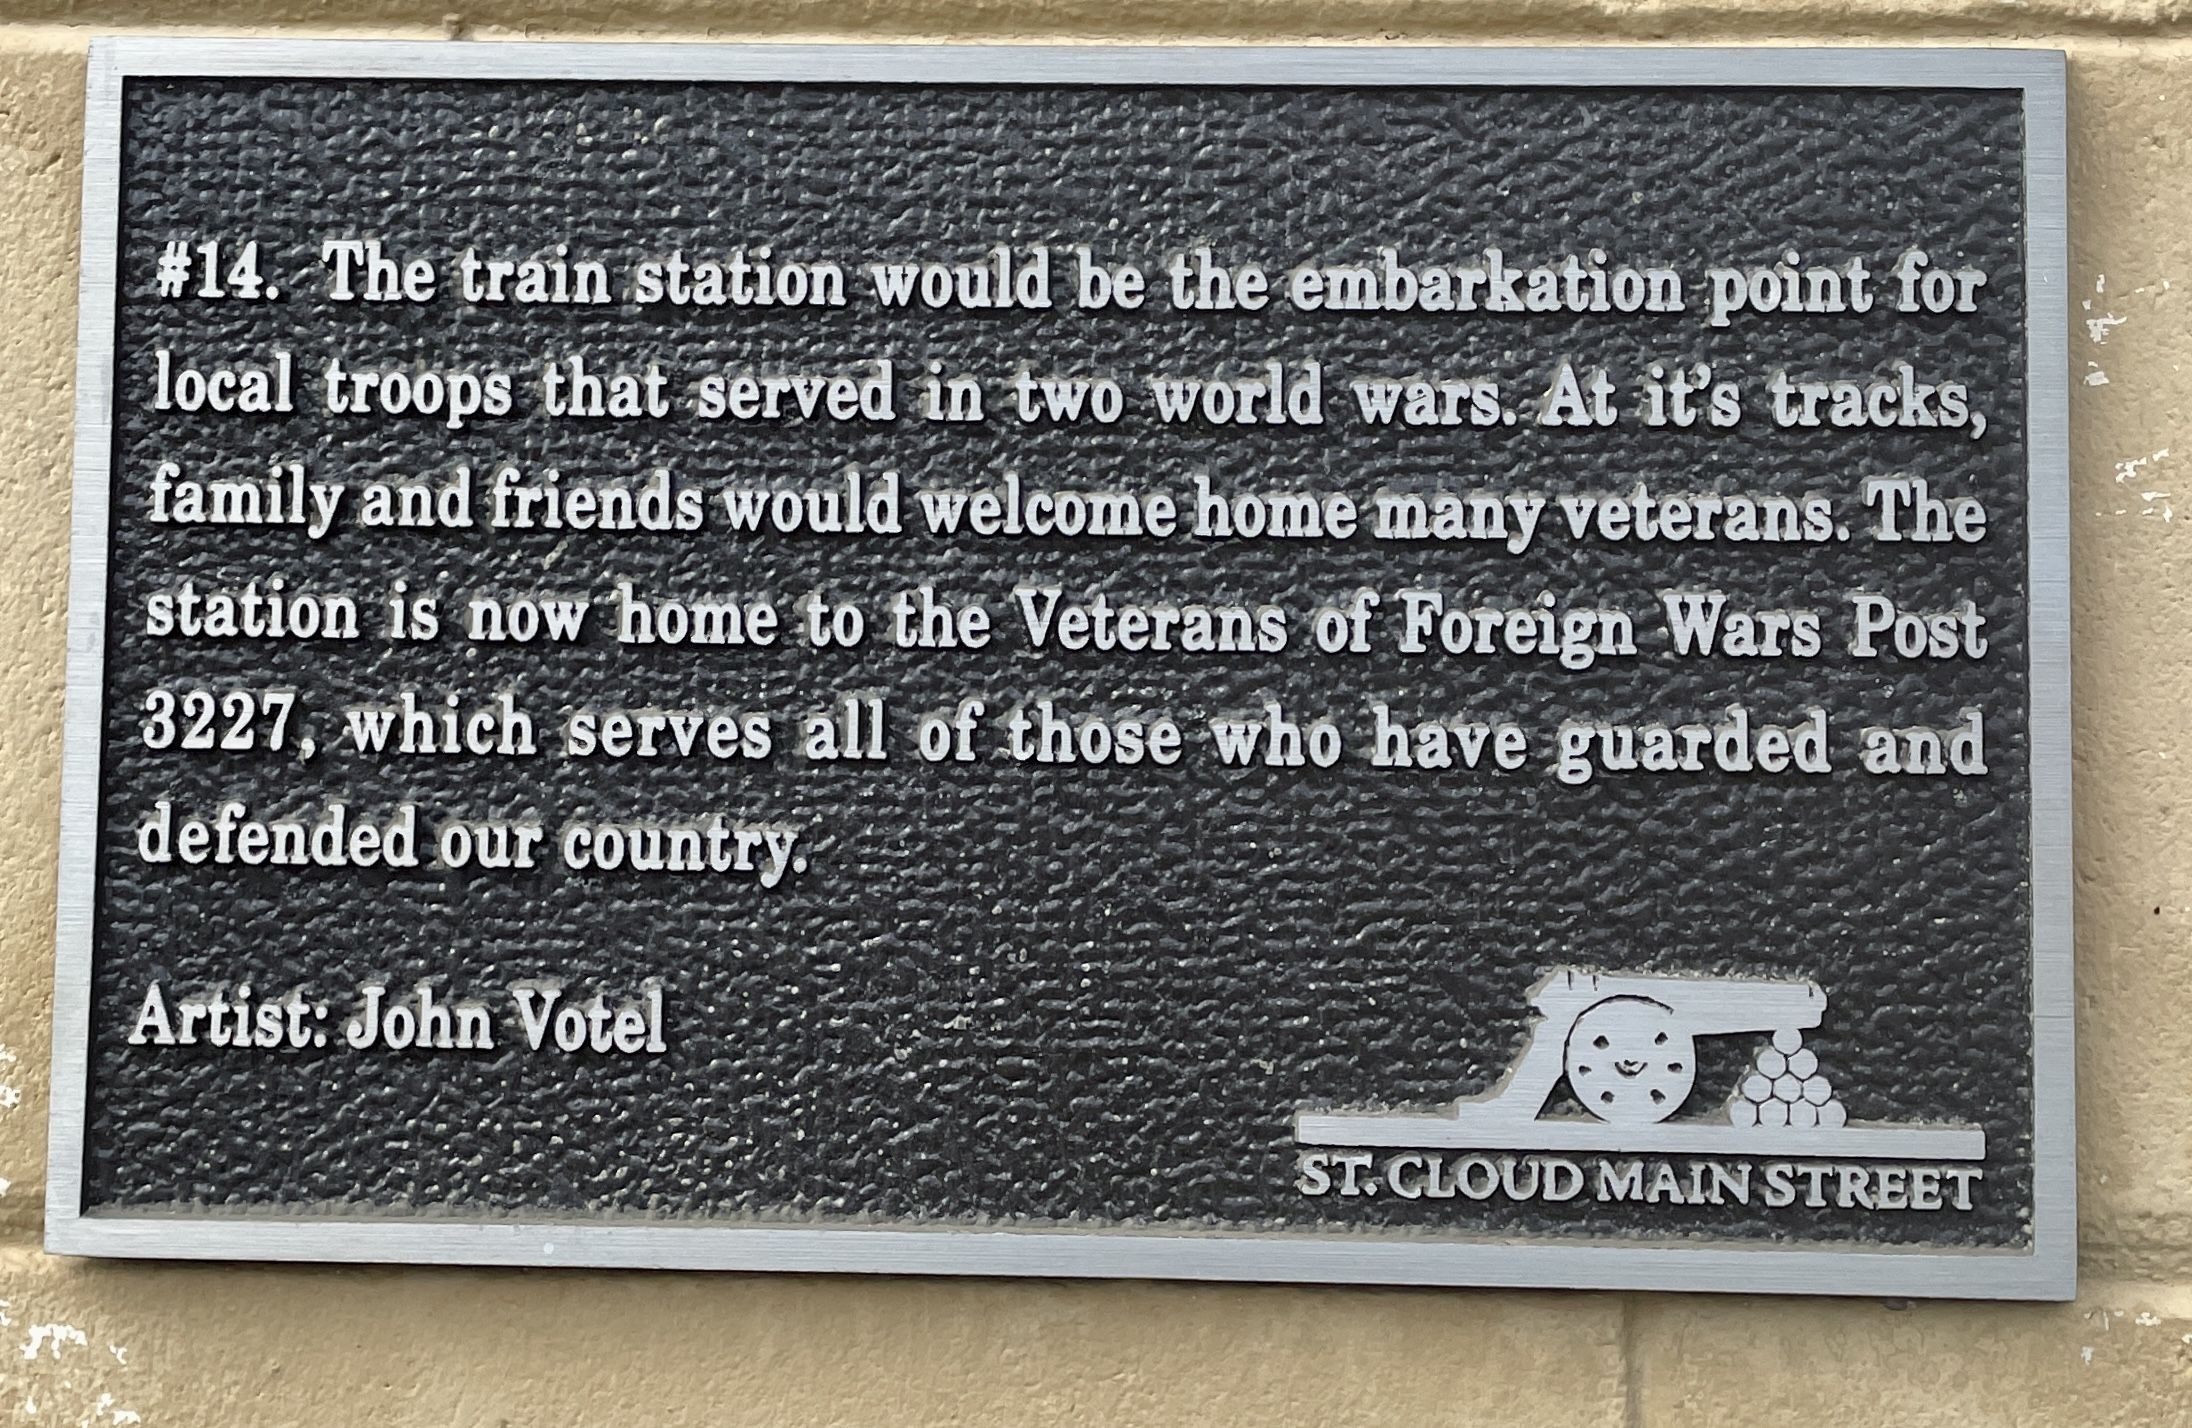 #14. The train station would be the embarkation point for
local troops that served in two world wars. At it's tracks,
family and friends would welcome home many veterans. The
station is now home to the Veterans of Foreign Wars Post
3227, which serves all of those who have guarded and
defended our country.
Artist: John Votel
ST. CLOUD MAIN STREET